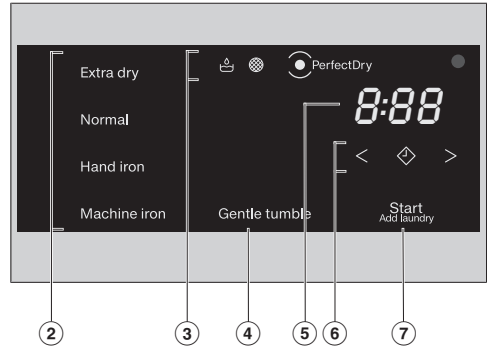 PerfectDry
Extra dry
8:88
Normal
< >
Hand iron
Machine iron
Gentle tumble
Start
Add laundry
2 3 4 5 6 7